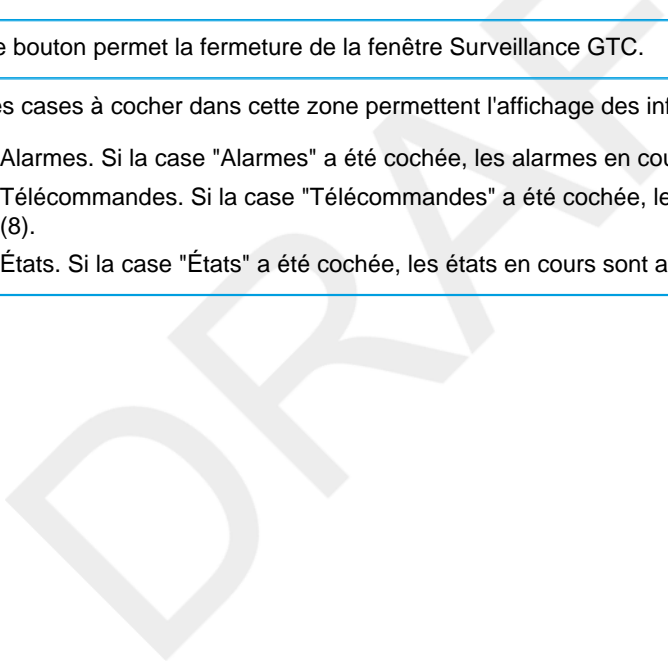 e bouton permet la fermeture de la fenêtre Surveillance GTC.
es cases à cocher dans cette zone permettent l'affichage des inf
Alarmes. Si la case "Alarmes" a été cochée, les alarmes en cou
Télécommandes. Si la case "Télécommandes" a été cochée, le
(8).
États. Si la case "États" a été cochée, les états en cours sont a
DRAF